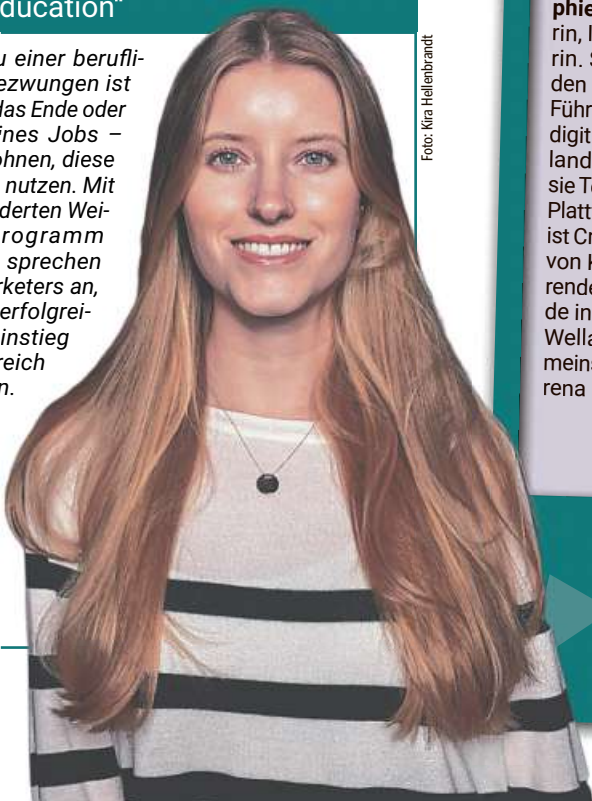 ducation“
u einer berufli-
ezwungen ist
das Ende oder
ines Jobs –
ohnen, diese
nutzen. Mit
derten Wei-
rogramm
sprechen
rketers an,
erfolgrei-
instieg
reich
n.
Foto: Kira Hellenbrandt
phie
rin, I
rin. S
den
Führ
digit
land
sie Te
Platt
ist Cr
von K
rende
de in
Wella
meins
rena